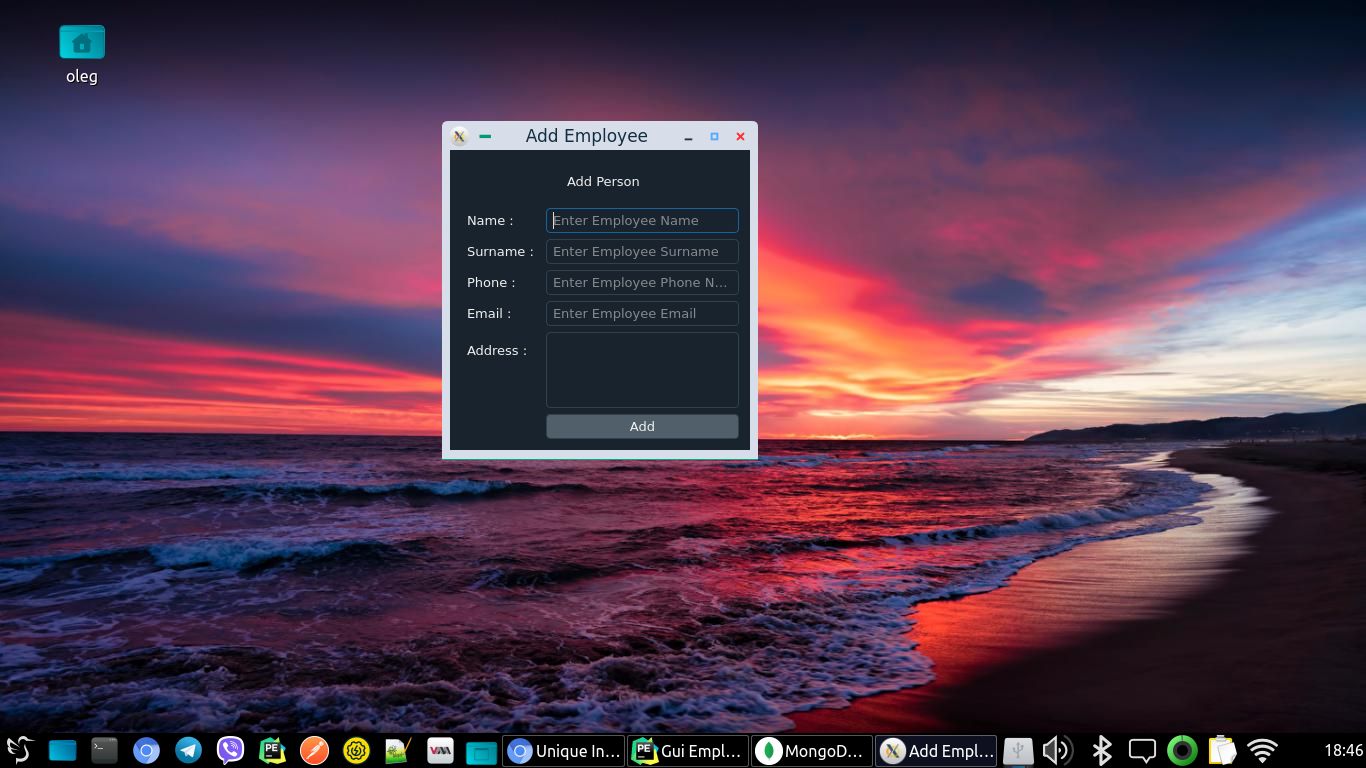 oleg
Add Employee
Add Person
Name :
Enter Employee Name
Surname :
Enter Employee Surname
Phone :
Enter Employee Phone N...
Email :
Enter Employee Email
Address :
Add
Unique In...
PE
Gui Empl...
MongoD...
Add Empl...
18:46